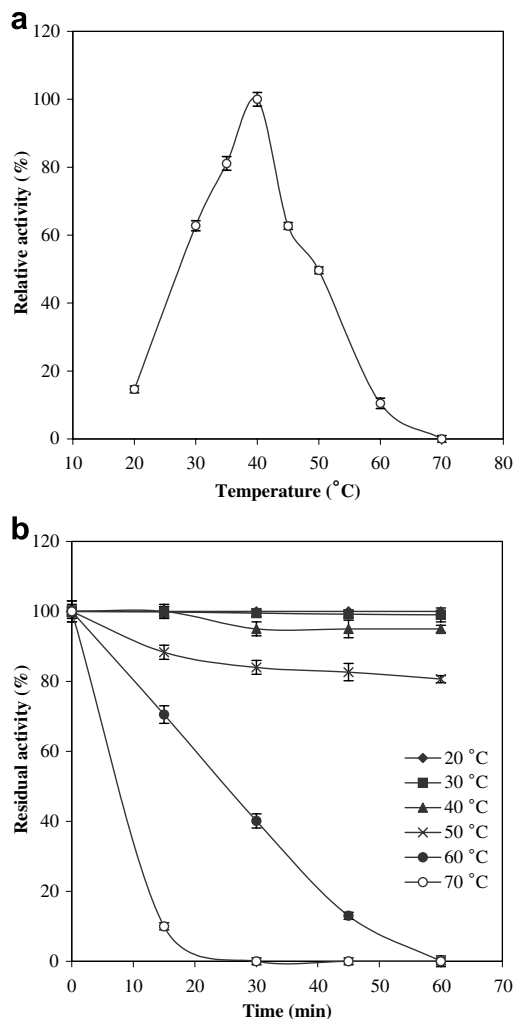 a
120
100
80
60
40
20
0
Relative activity (%)
10 20 30 40 50 60 70 80
Temperature (°C)
b
120
100
80
60
40
20
0
Residual activity (%)
20 °C
30 °C
40 °C
50 °C
60 °C
70 °C
0 10 20 30 40 50 60 70
Time (min)